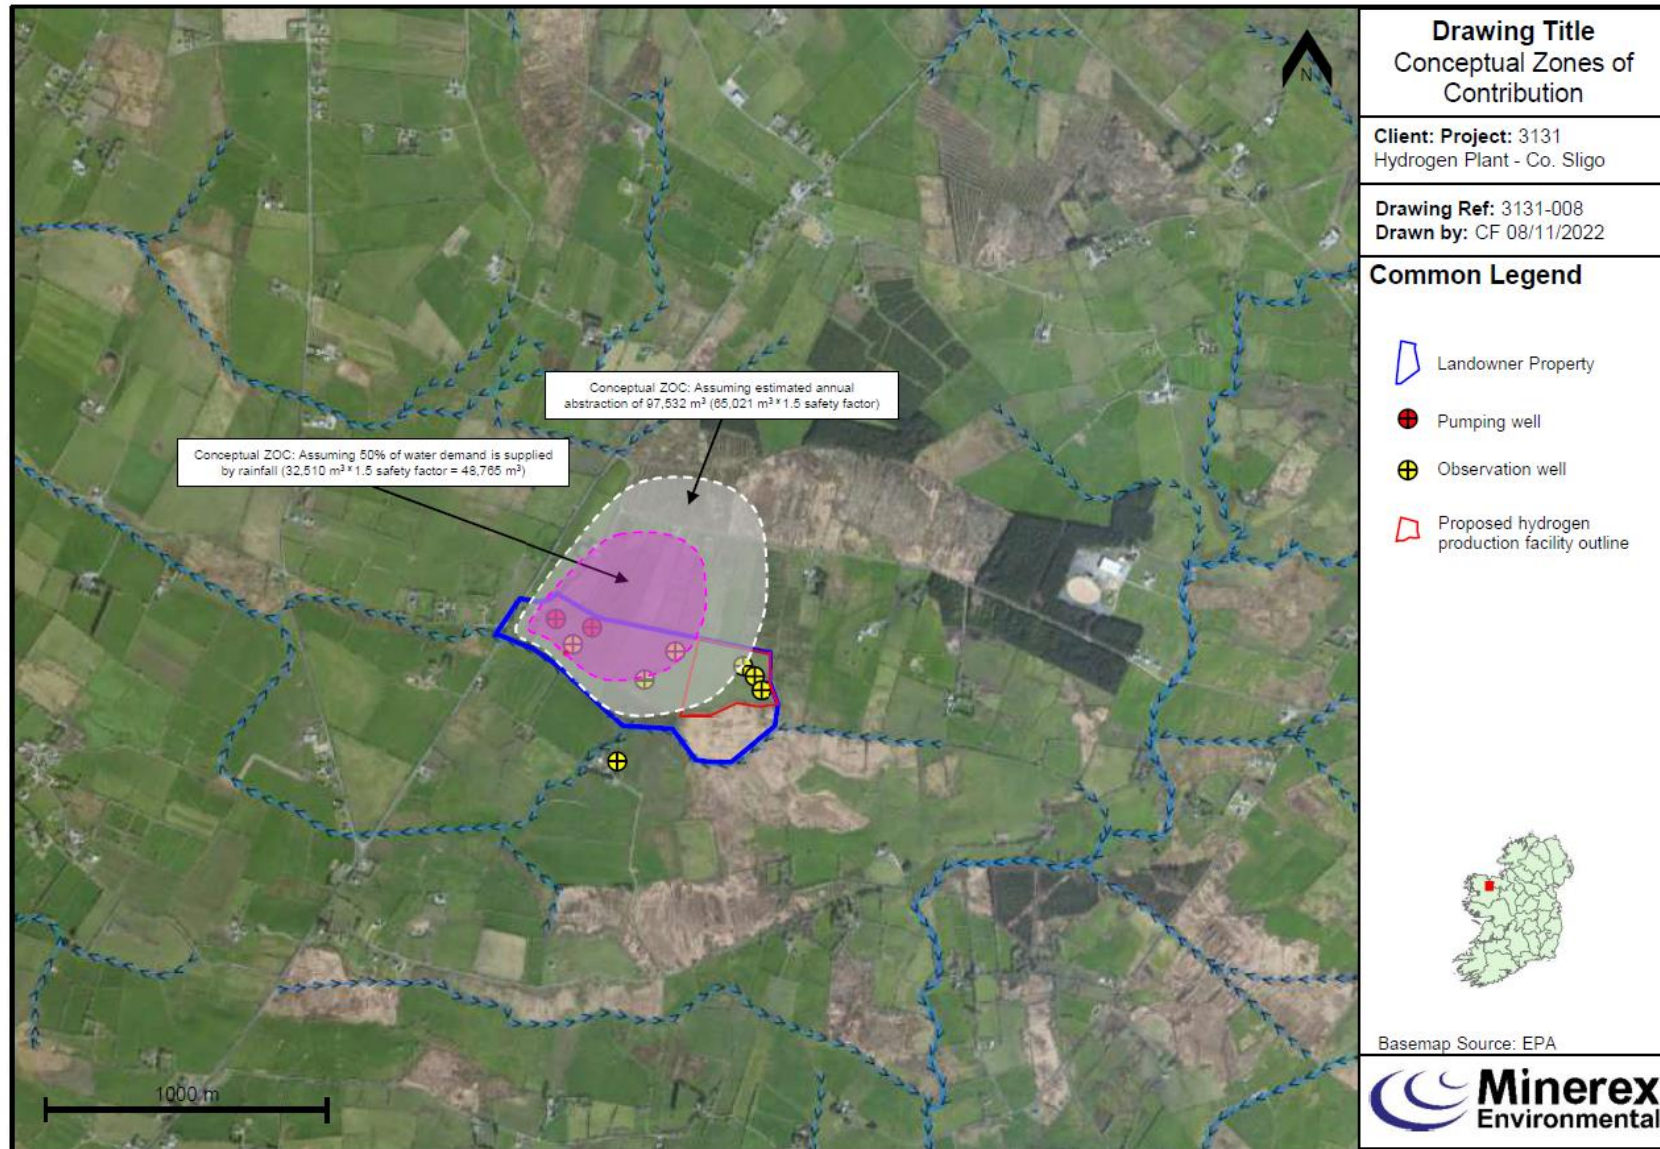 Drawing Title
Conceptual Zones of
Contribution
Client: Project: 3131
Hydrogen Plant - Co. Sligo
Drawing Ref: 3131-008
Drawn by: CF 08/11/2022
Common Legend
Landowner Property
Pumping well
Observation well
Proposed hydrogen
production facility outline
Basemap Source: EPA
Minerex
Environmental
N
Conceptual ZOC: Assuming estimated annual
abstraction of 97,532 m³ (65,021 m³ * 1.5 safety factor)
Conceptual ZOC: Assuming 50% of water demand is supplied
by rainfall (32,510 m³ * 1.5 safety factor = 48,765 m³)
1000 m